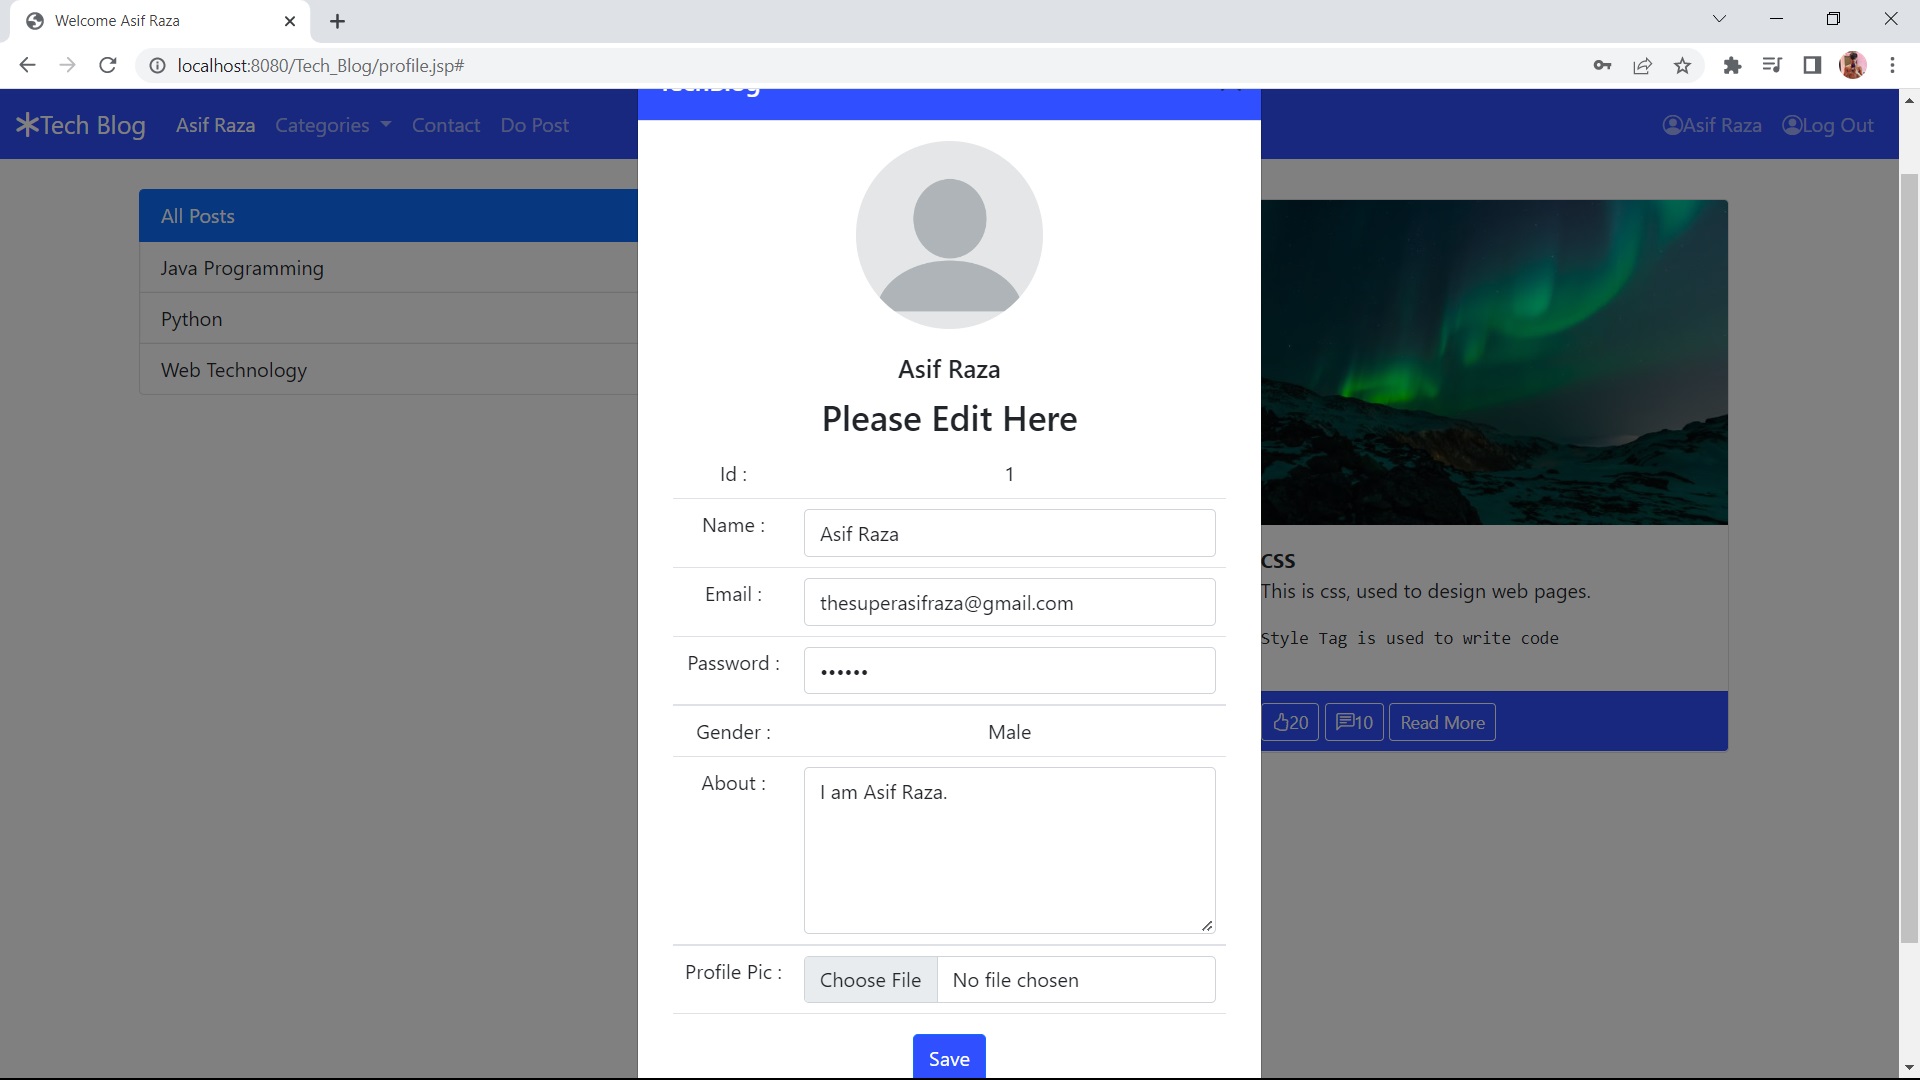 Welcome Asif Raza
localhost:8080/Tech_Blog/profile.jsp#
TechBlog
Tech Blog Asif Raza Categories Contact Do Post Asif Raza Log Out
All Posts
Java Programming
Python
Web Technology
Asif Raza
Please Edit Here
Id : 1
Name : Asif Raza
Email : thesuperasifraza@gmail.com
Password : ••••••
Gender : Male
About : I am Asif Raza.
Profile Pic : Choose File No file chosen
Save
CSS
This is css, used to design web pages.
Style Tag is used to write code
20 10 Read More